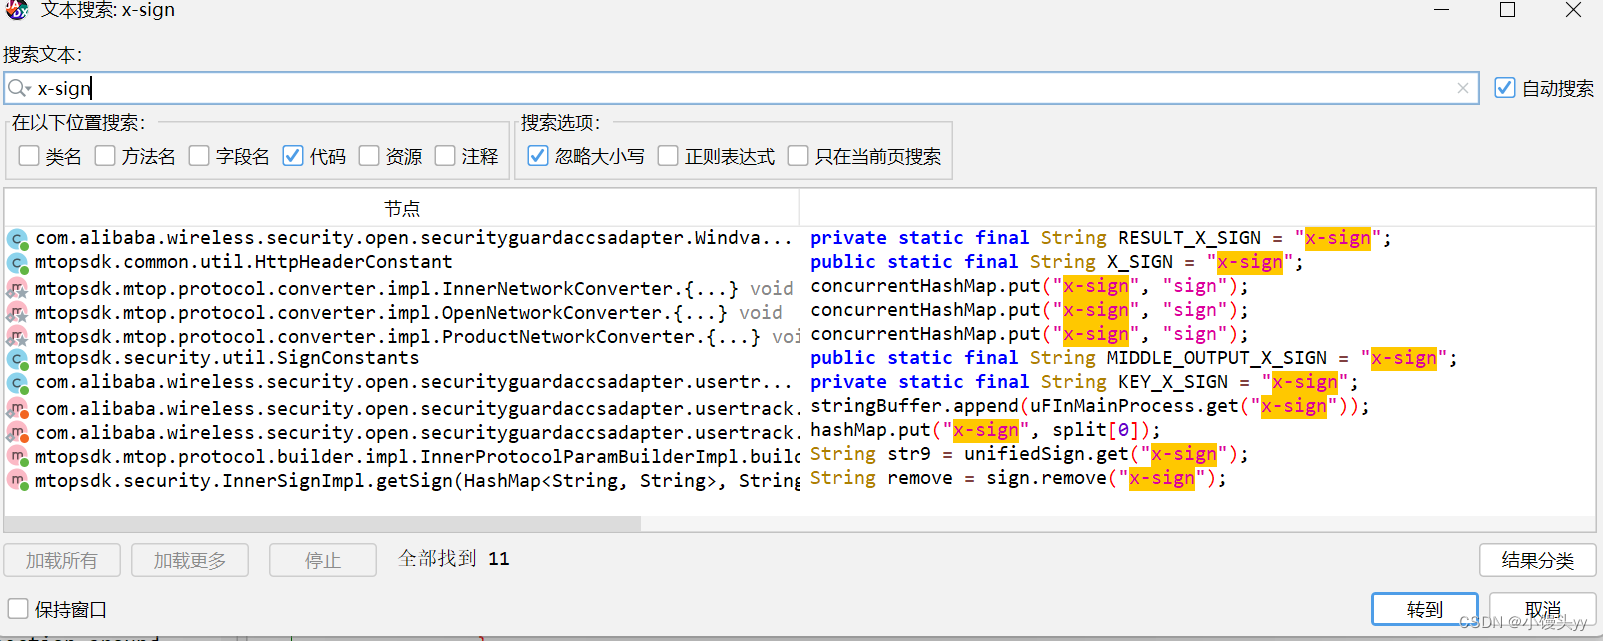 文本搜索: x-sign
搜索文本:
x-sign
自动搜索
在以下位置搜索:
类名 方法名 字段名 代码 资源 注释
搜索选项:
忽略大小写 正则表达式 只在当前页搜索
节点
com.alibaba.wireless.security.open.securityguardaccsadapter.Windva... private static final String RESULT_X_SIGN = "x-sign";
mtopsdk.common.util.HttpHeaderConstant public static final String X_SIGN = "x-sign";
mtopsdk.mtop.protocol.converter.impl.InnerNetworkConverter.{...} void concurrentHashMap.put("x-sign", "sign");
mtopsdk.mtop.protocol.converter.impl.OpenNetworkConverter.{...} void concurrentHashMap.put("x-sign", "sign");
mtopsdk.mtop.protocol.converter.impl.ProductNetworkConverter.{...} voi concurrentHashMap.put("x-sign", "sign");
mtopsdk.security.util.SignConstants public static final String MIDDLE_OUTPUT_X_SIGN = "x-sign";
com.alibaba.wireless.security.open.securityguardaccsadapter.usertr... private static final String KEY_X_SIGN = "x-sign";
com.alibaba.wireless.security.open.securityguardaccsadapter.usertrack. stringBuffer.append(uFInMainProcess.get("x-sign"));
com.alibaba.wireless.security.open.securityguardaccsadapter.usertrack. hashMap.put("x-sign", split[0]);
mtopsdk.mtop.protocol.builder.impl.InnerProtocolParamBuilderImpl.build String str9 = unifiedSign.get("x-sign");
mtopsdk.security.InnerSignImpl.getSign(HashMap<String, String>, String String remove = sign.remove("x-sign");
加载所有 加载更多 停止 全部找到 11 结果分类
保持窗口 转到 取消
CSDN @小馒头yy